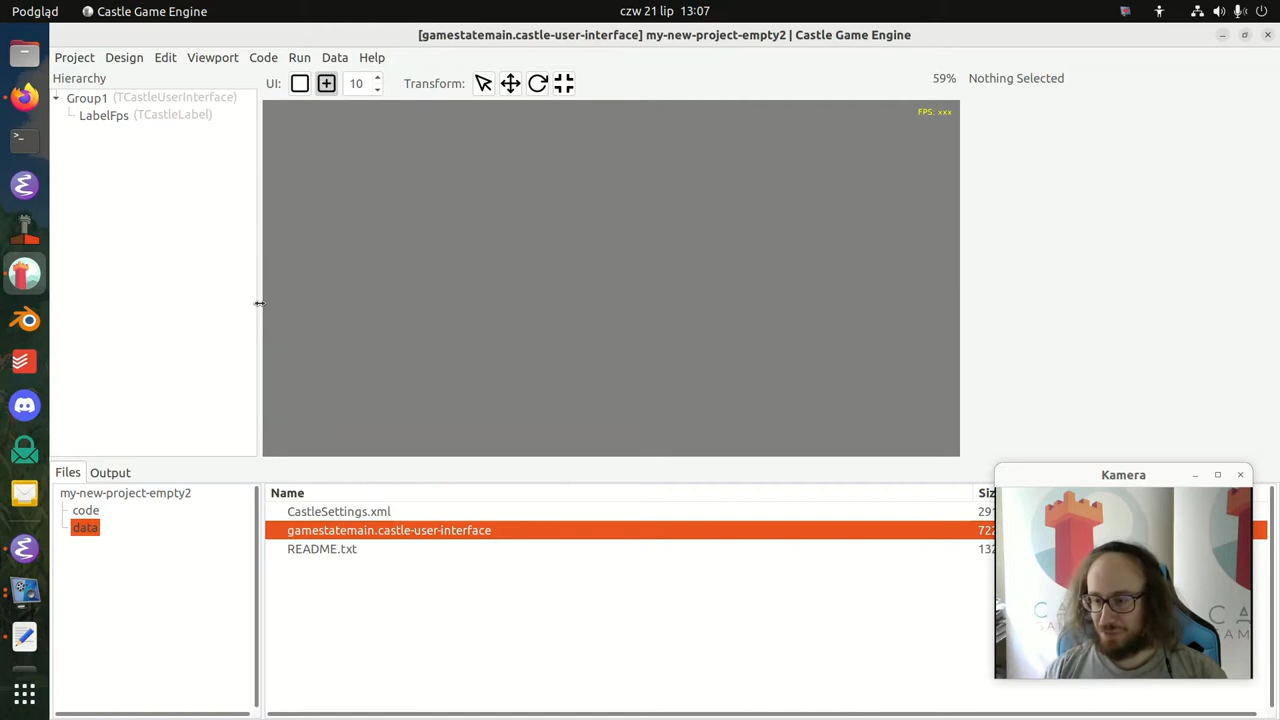 Podgląd
Castle Game Engine
czw 21 lip 13:07
[gamestatemain.castle-user-interface] my-new-project-empty2 | Castle Game Engine
Project Design Edit Viewport Code Run Data Help
Hierarchy
UI: 10 Transform:
59% Nothing Selected
Group1 (TCastleUserInterface)
LabelFps (TCastleLabel)
FPS: xxx
Files Output
my-new-project-empty2
code
data
Name
CastleSettings.xml
gamestatemain.castle-user-interface
README.txt
Kamera